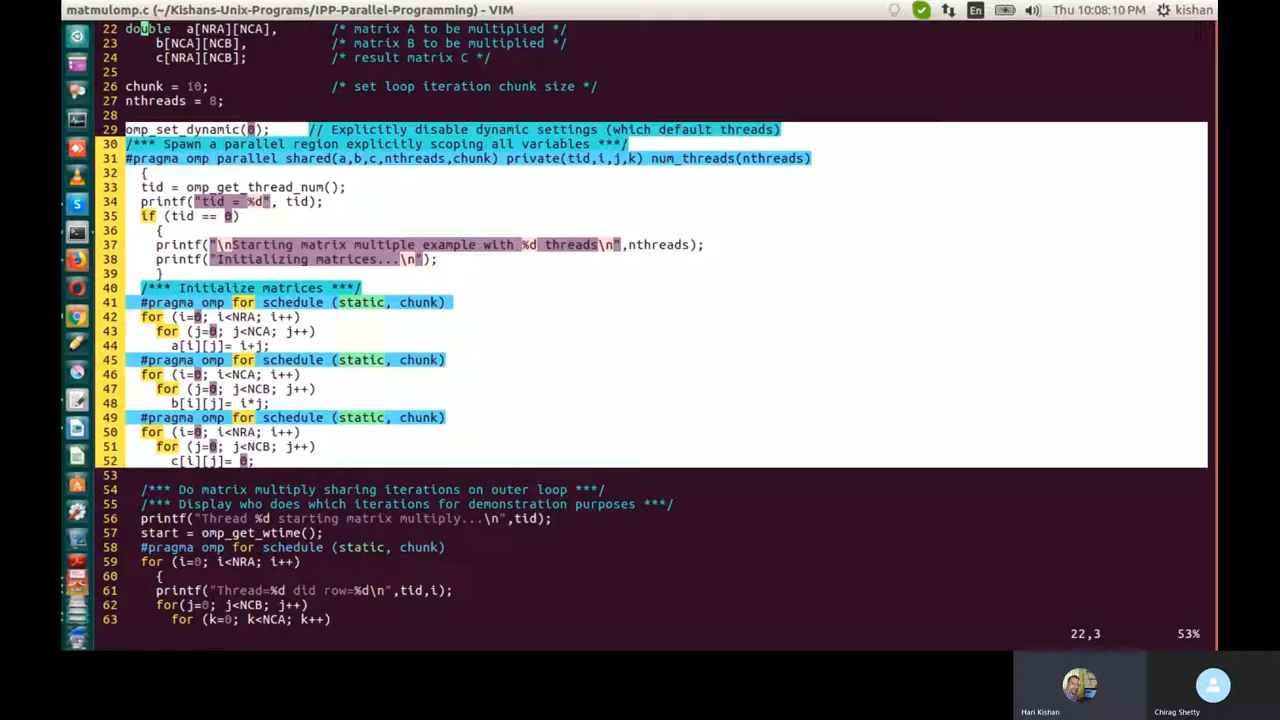 matmulomp.c (~/Kishans-Unix-Programs/IPP-Parallel-Programming) - VIM
En
Thu 10:08:10 PM
kishan
22 double a[NRA][NCA], /* matrix A to be multiplied */
23 b[NCA][NCB], /* matrix B to be multiplied */
24 c[NRA][NCB]; /* result matrix C */
25
26 chunk = 10; /* set loop iteration chunk size */
27 nthreads = 8;
28
29 omp_set_dynamic(0); // Explicitly disable dynamic settings (which default threads)
30 /*** Spawn a parallel region explicitly scoping all variables ***/
31 #pragma omp parallel shared(a,b,c,nthreads,chunk) private(tid,i,j,k) num_threads(nthreads)
32 {
33 tid = omp_get_thread_num();
34 printf("tid = %d", tid);
35 if (tid == 0)
36 {
37 printf("\nStarting matrix multiple example with %d threads\n",nthreads);
38 printf("Initializing matrices...\n");
39 }
40 /*** Initialize matrices ***/
41 #pragma omp for schedule (static, chunk)
42 for (i=0; i<NRA; i++)
43 for (j=0; j<NCA; j++)
44 a[i][j]= i+j;
45 #pragma omp for schedule (static, chunk)
46 for (i=0; i<NCA; i++)
47 for (j=0; j<NCB; j++)
48 b[i][j]= i*j;
49 #pragma omp for schedule (static, chunk)
50 for (i=0; i<NRA; i++)
51 for (j=0; j<NCB; j++)
52 c[i][j]= 0;
53
54 /*** Do matrix multiply sharing iterations on outer loop ***/
55 /*** Display who does which iterations for demonstration purposes ***/
56 printf("Thread %d starting matrix multiply...\n",tid);
57 start = omp_get_wtime();
58 #pragma omp for schedule (static, chunk)
59 for (i=0; i<NRA; i++)
60 {
61 printf("Thread=%d did row=%d\n",tid,i);
62 for(j=0; j<NCB; j++)
63 for (k=0; k<NCA; k++)
22,3 53%
Hari Kishan
Chirag Shetty